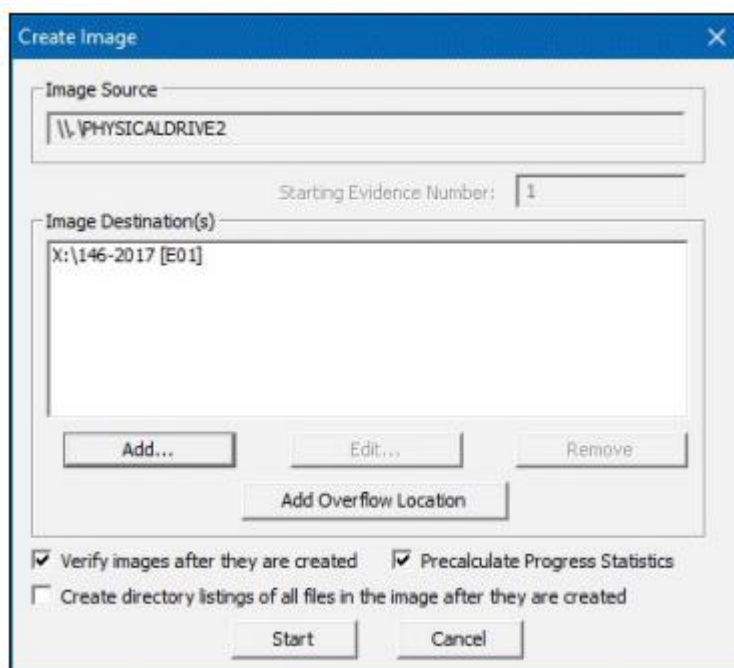 Create Image
Image Source
\\.\PHYSICALDRIVE2
Starting Evidence Number: 1
Image Destination(s)
X:\146-2017 [E01]
Add... Edit... Remove
Add Overflow Location
Verify images after they are created Precalculate Progress Statistics
Create directory listings of all files in the image after they are created
Start Cancel